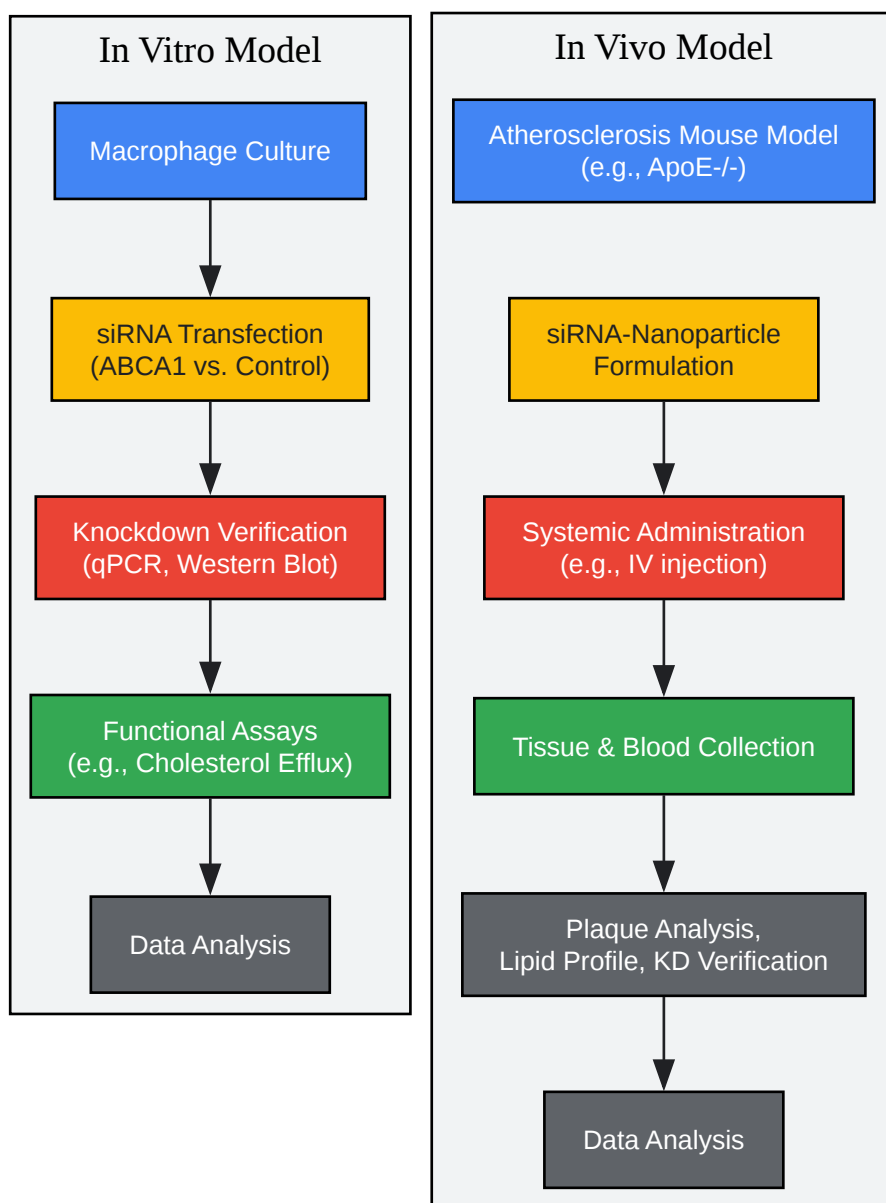 In Vitro Model
Macrophage Culture
siRNA Transfection
(ABCA1 vs. Control)
Knockdown Verification
(qPCR, Western Blot)
Functional Assays
(e.g., Cholesterol Efflux)
Data Analysis
In Vivo Model
Atherosclerosis Mouse Model
(e.g., ApoE-/-)
siRNA-Nanoparticle
Formulation
Systemic Administration
(e.g., IV injection)
Tissue & Blood Collection
Plaque Analysis,
Lipid Profile, KD Verification
Data Analysis